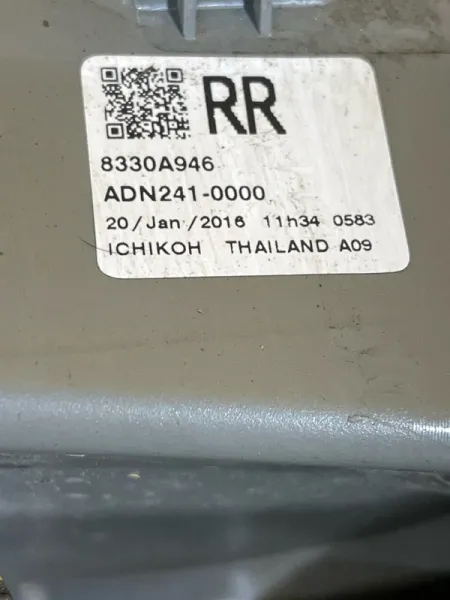 RR
8330A946
ADN241-0000
20/Jan/2016 11h34 0583
ICHIKOH THAILAND A09